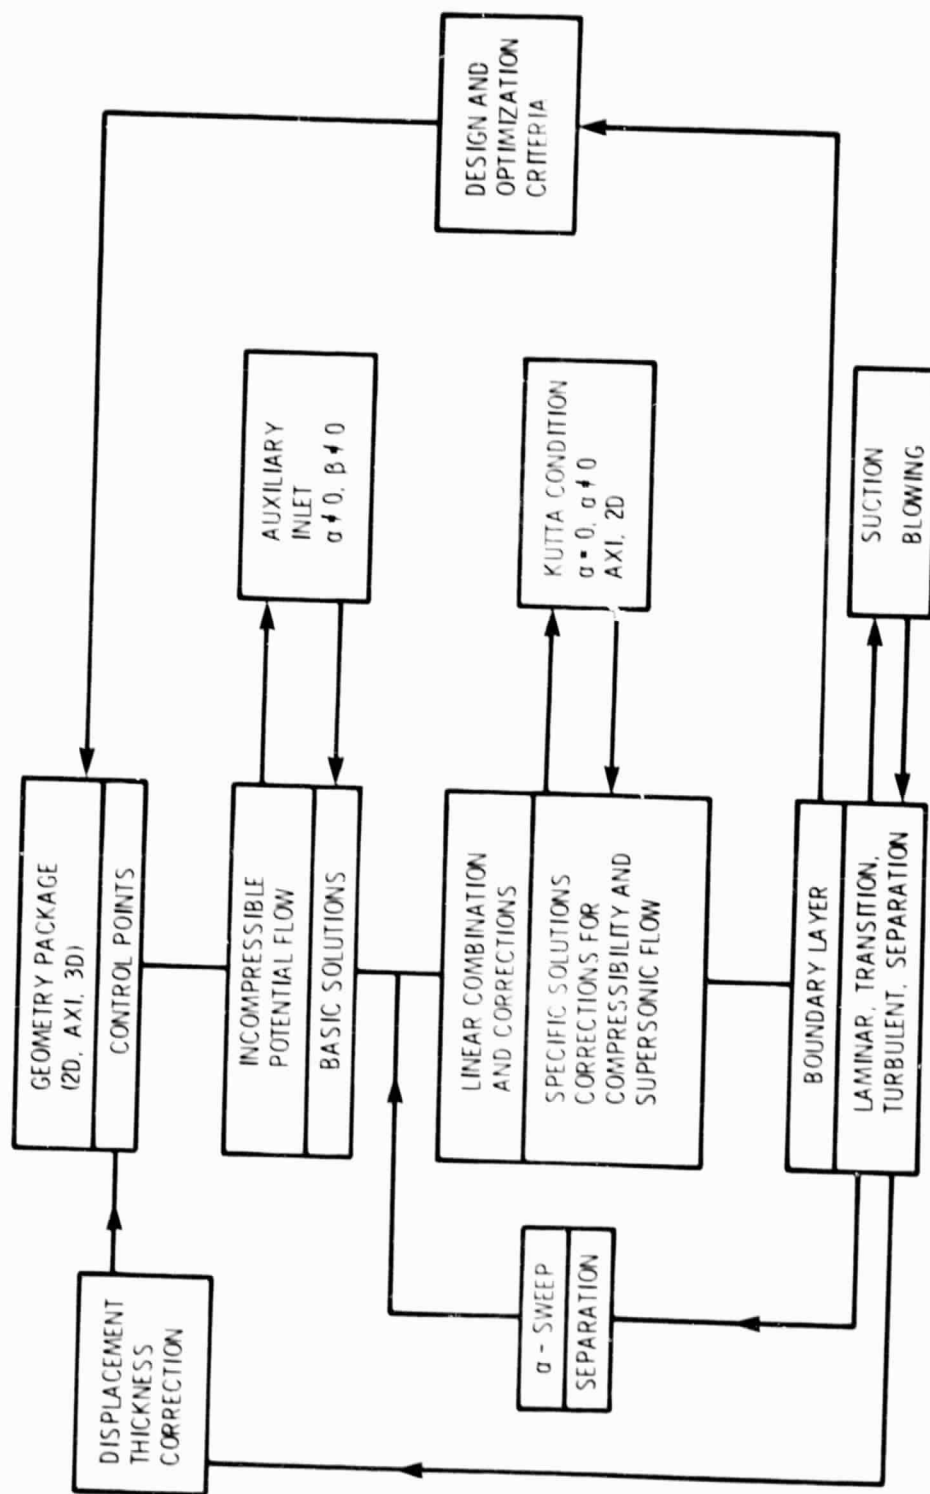 DISPLACEMENT
THICKNESS
CORRECTION
GEOMETRY PACKAGE
(2D, AXI, 3D)
CONTROL POINTS
DESIGN AND
OPTIMIZATION
CRITERIA
INCOMPRESSIBLE
POTENTIAL FLOW
BASIC SOLUTIONS
AUXILIARY
INLET
α ≠ 0, β ≠ 0
α - SWEEP
SEPARATION
LINEAR COMBINATION
AND CORRECTIONS
SPECIFIC SOLUTIONS
CORRECTIONS FOR
COMPRESSIBILITY AND
SUPERSONIC FLOW
KUTTA CONDITION
α = 0, α ≠ 0
AXI, 2D
BOUNDARY LAYER
LAMINAR, TRANSITION,
TURBULENT, SEPARATION
SUCTION
BLOWING